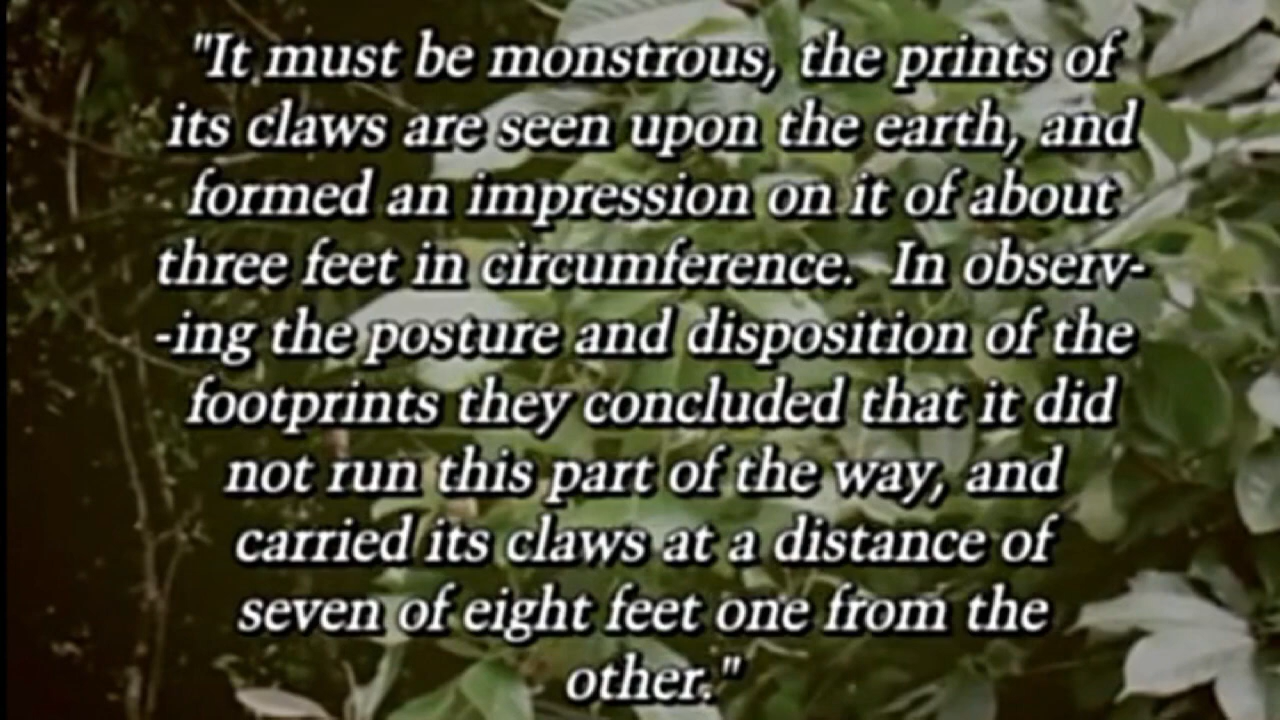 "It must be monstrous, the prints of
its claws are seen upon the earth, and
formed an impression on it of about
three feet in circumference.  In observ-
-ing the posture and disposition of the
footprints they concluded that it did
not run this part of the way, and
carried its claws at a distance of
seven of eight feet one from the
other."